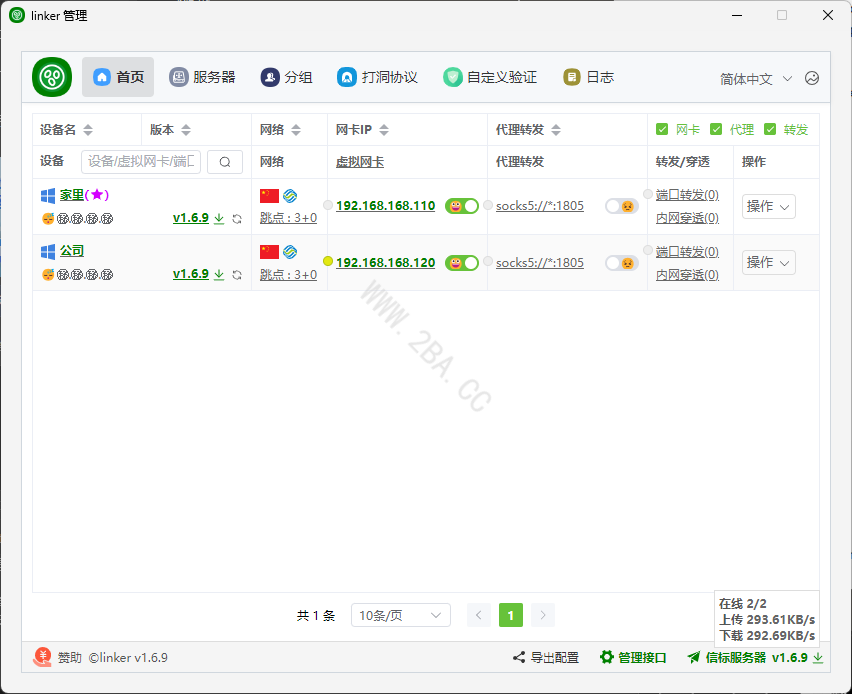 linker 管理
首页 服务器 分组 打洞协议 自定义验证 日志 简体中文
设备名 版本 网络 网卡IP 代理转发 网卡 代理 转发
设备 设备/虚拟网卡/端口 网络 虚拟网卡 代理转发 转发/穿透 操作
家里(★) 192.168.168.110 socks5://*:1805 端口转发(0) 操作
v1.6.9 跳点 : 3+0 内网穿透(0)
公司 192.168.168.120 socks5://*:1805 端口转发(0) 操作
v1.6.9 跳点 : 3+0 内网穿透(0)
WWW.2BA.CC
共 1 条 10条/页 1
在线 2/2
上传 293.61KB/s
下载 292.69KB/s
赞助 ©linker v1.6.9 导出配置 管理接口 信标服务器 v1.6.9